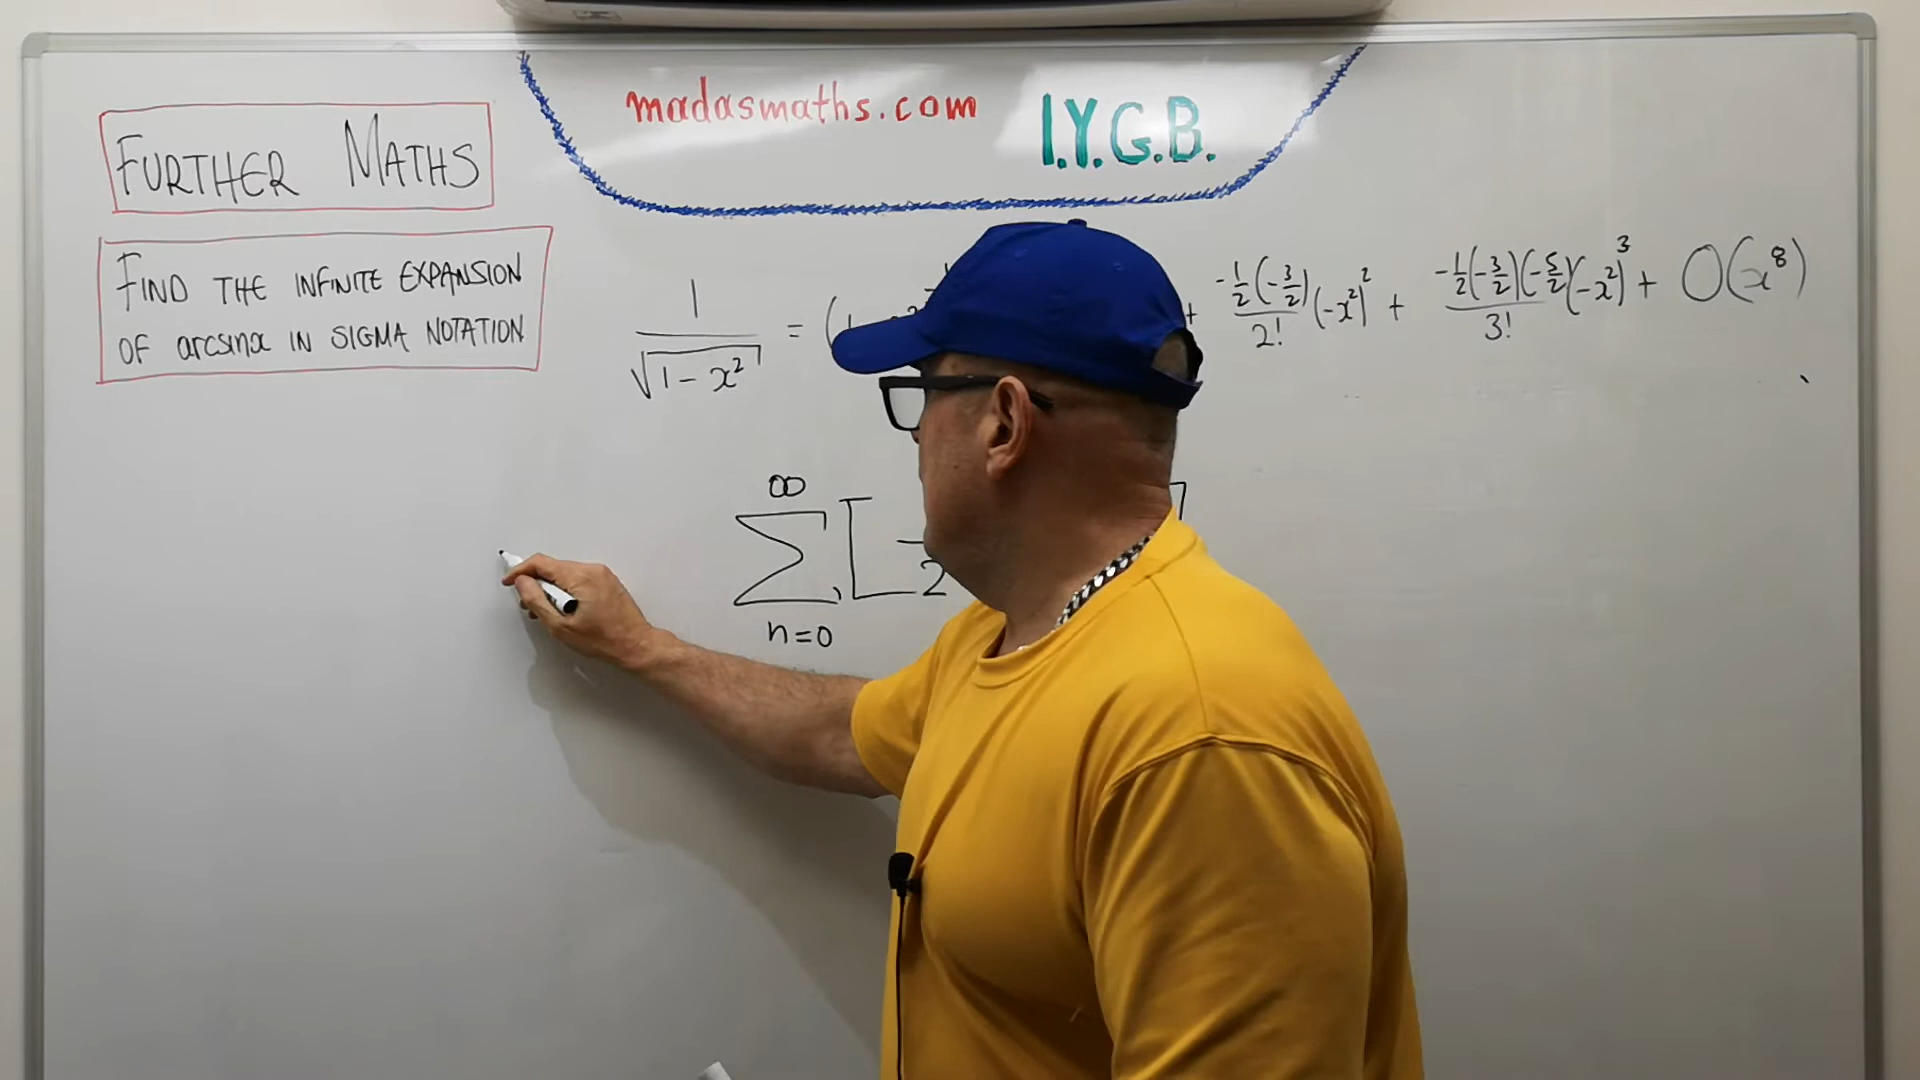 madasmaths.com I.Y.G.B.
FURTHER MATHS
FIND THE INFINITE EXPANSION
OF arcsinx IN SIGMA NOTATION
1/√(1-x²) = ( + -1/2(-3/2)/2! (-x²)² + -1/2(-3/2)(-5/2)/3! (-x²)³ + O(x⁸)
∞
∑ [ 2 ]
n=0